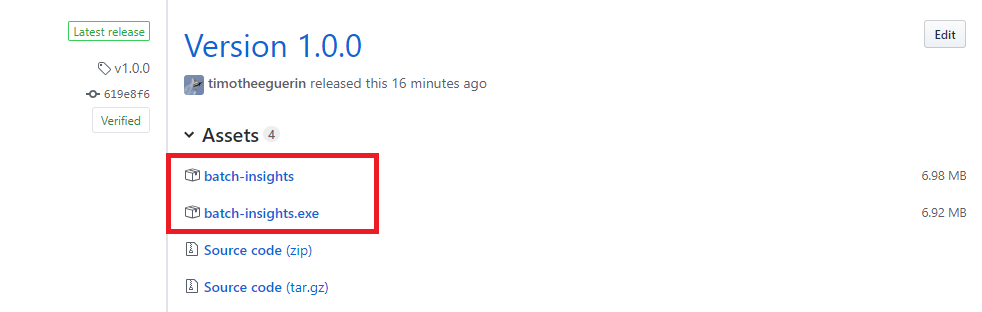 Latest release
v1.0.0
619e8f6
Verified
Version 1.0.0
Edit
timotheeguerin released this 16 minutes ago
Assets 4
batch-insights 6.98 MB
batch-insights.exe 6.92 MB
Source code (zip)
Source code (tar.gz)